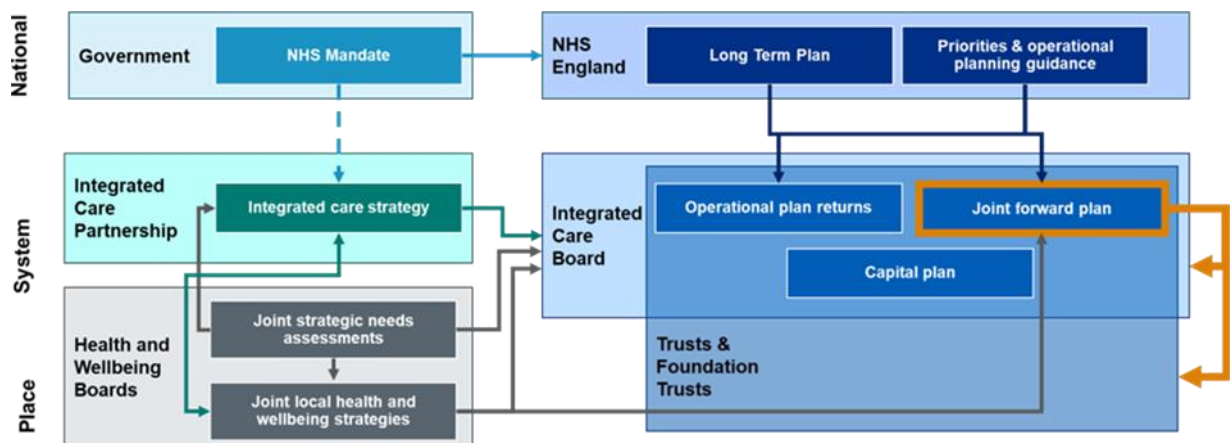 National
Government
NHS Mandate
NHS
England
Long Term Plan
Priorities & operational
planning guidance
System
Integrated
Care
Partnership
Integrated care strategy
Integrated
Care
Board
Operational plan returns
Joint forward plan
Capital plan
Place
Health and
Wellbeing
Boards
Joint strategic needs
assessments
Joint local health and
wellbeing strategies
Trusts &
Foundation
Trusts